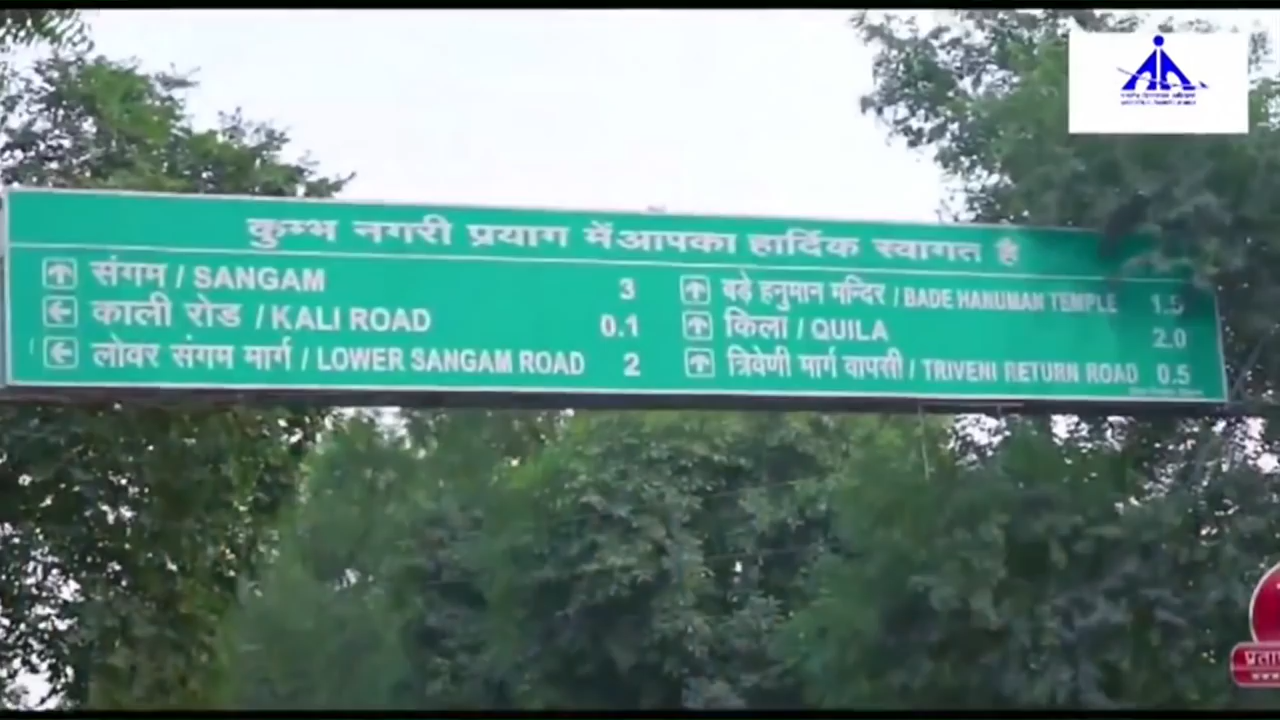 कुम्भ नगरी प्रयाग में आपका हार्दिक स्वागत है
संगम / SANGAM 3
काली रोड / KALI ROAD 0.1
लोवर संगम मार्ग / LOWER SANGAM ROAD 2
बड़े हनुमान मन्दिर / BADE HANUMAN TEMPLE 1.5
किला / QUILA 2.0
त्रिवेणी मार्ग वापसी / TRIVENI RETURN ROAD 0.5